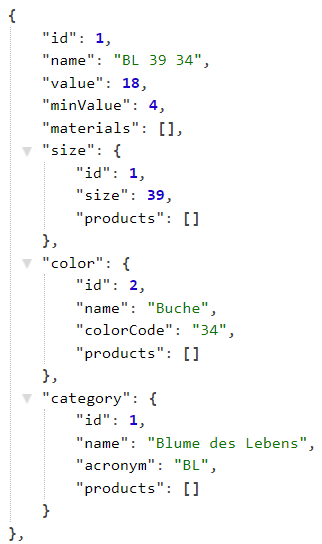 {
"id": 1,
"name": "BL 39 34",
"value": 18,
"minValue": 4,
"materials": [],
"size": {
"id": 1,
"size": 39,
"products": []
},
"color": {
"id": 2,
"name": "Buche",
"colorCode": "34",
"products": []
},
"category": {
"id": 1,
"name": "Blume des Lebens",
"acronym": "BL",
"products": []
}
},